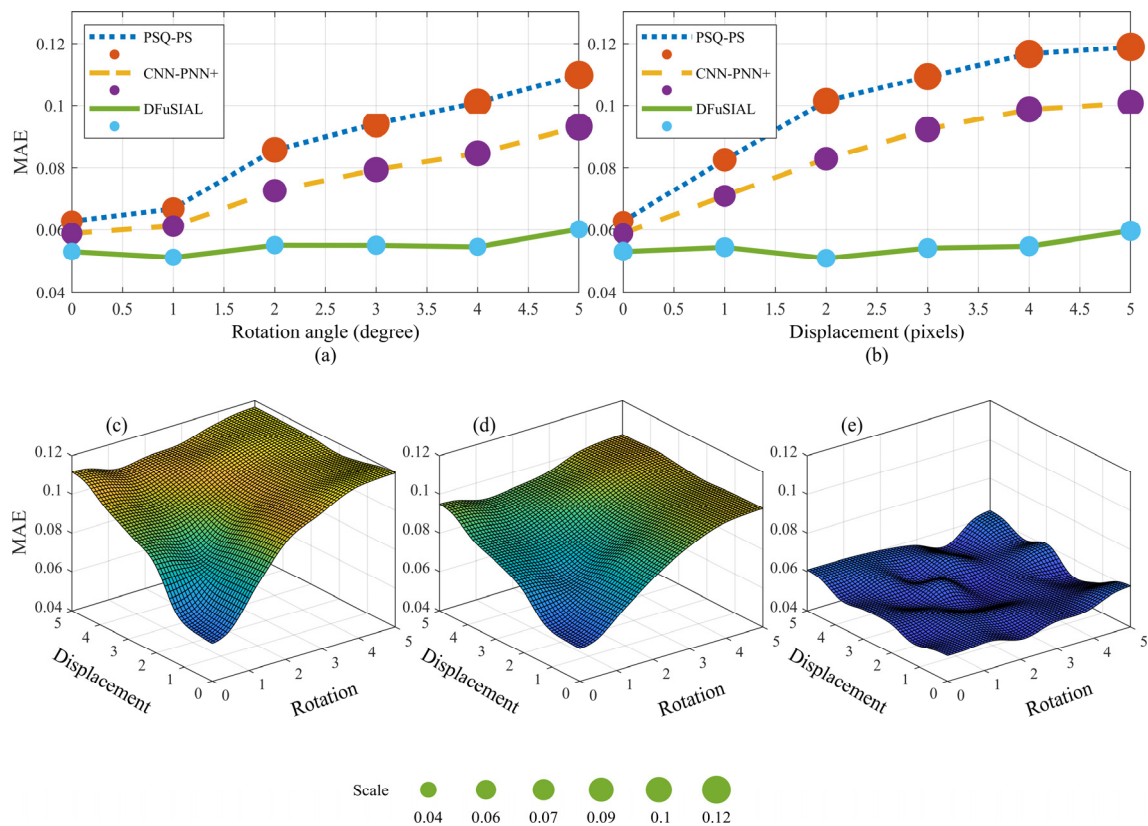 PSQ-PS
CNN-PNN+
DFuSIAL
MAE
0.12
0.1
0.08
0.06
0.04
0 0.5 1 1.5 2 2.5 3 3.5 4 4.5 5
Rotation angle (degree)
(a)
PSQ-PS
CNN-PNN+
DFuSIAL
0.12
0.1
0.08
0.06
0.04
0 0.5 1 1.5 2 2.5 3 3.5 4 4.5 5
Displacement (pixels)
(b)
(c)
MAE
0.12
0.1
0.08
0.06
0.04
5 4 3 2 1 0
Displacement
0 1 2 3 4 5
Rotation
(d)
0.12
0.1
0.08
0.06
0.04
5 4 3 2 1 0
Displacement
0 1 2 3 4 5
Rotation
(e)
0.12
0.1
0.08
0.06
0.04
5 4 3 2 1 0
Displacement
0 1 2 3 4 5
Rotation
Scale
0.04 0.06 0.07 0.09 0.1 0.12